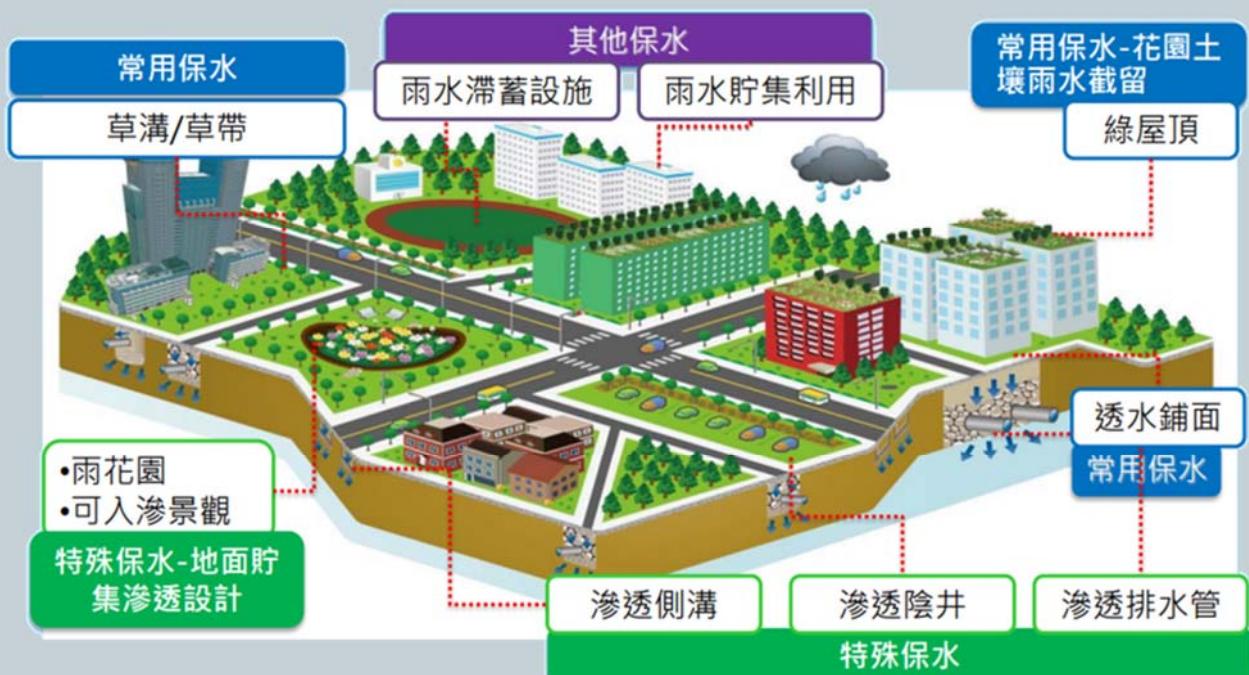 其他保水
雨水滯蓄設施
雨水貯集利用
常用保水
草溝/草帶
常用保水-花園土
壤雨水截留
綠屋頂
透水鋪面
常用保水
•雨花園
•可入滲景觀
特殊保水-地面貯
集滲透設計
滲透側溝
滲透陰井
滲透排水管
特殊保水